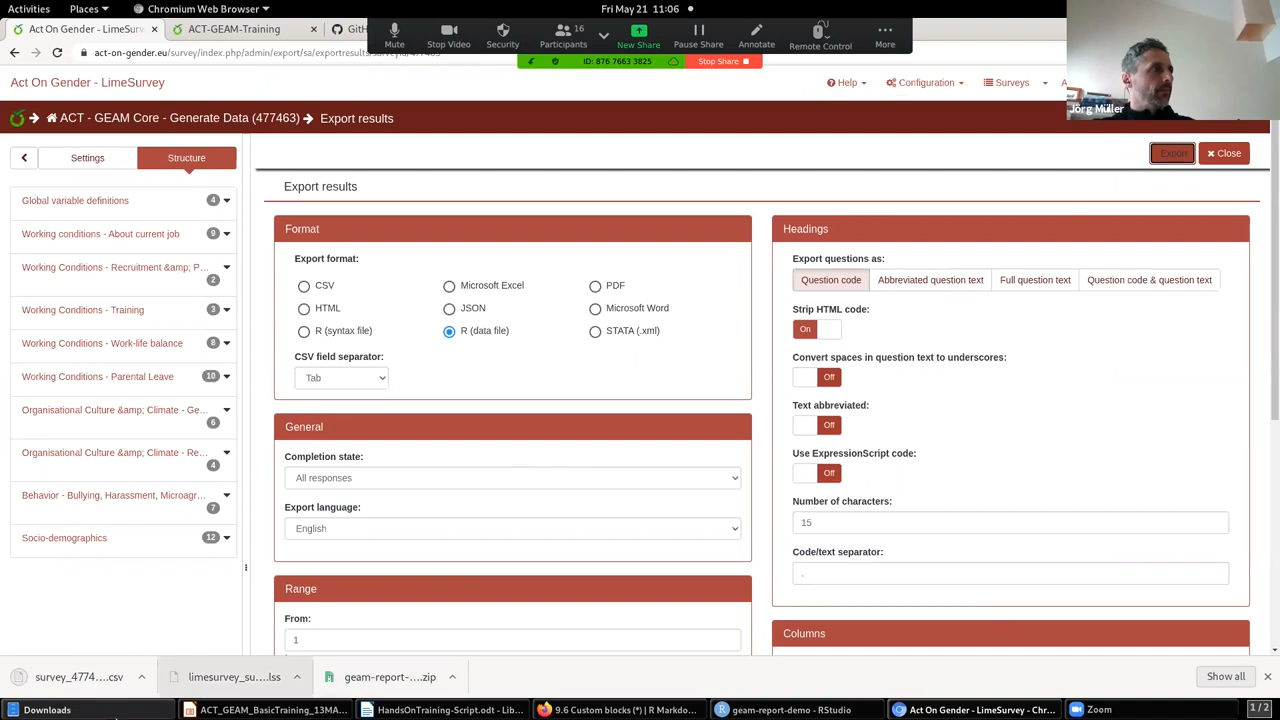 Activities Places Chromium Web Browser Fri May 21 11:06
Act On Gender - LimeSurvey ACT-GEAM-Training GitH
act-on-gender.eu/survey/index.php/admin/export/sa/exportresults/surveyid/477463
Mute Stop Video Security Participants 16 New Share Pause Share Annotate Remote Control More
ID: 876 7663 3825 Stop Share
Act On Gender - LimeSurvey Help Configuration Surveys
Jörg Müller
ACT - GEAM Core - Generate Data (477463) Export results
Settings Structure
Export Close
Global variable definitions 4
Working conditions - About current job 9
Working Conditions - Recruitment &amp; P... 2
Working Conditions - Training 3
Working Conditions - Work-life balance 8
Working Conditions - Parental Leave 10
Organisational Culture &amp; Climate - Ge... 6
Organisational Culture &amp; Climate - Re... 4
Behavior - Bullying, Harassment, Microagr... 7
Socio-demographics 12
Export results
Format
Export format:
CSV Microsoft Excel PDF
HTML JSON Microsoft Word
R (syntax file) R (data file) STATA (.xml)
CSV field separator:
Tab
General
Completion state:
All responses
Export language:
English
Range
From:
1
Headings
Export questions as:
Question code Abbreviated question text Full question text Question code & question text
Strip HTML code:
On
Convert spaces in question text to underscores:
Off
Text abbreviated:
Off
Use ExpressionScript code:
Off
Number of characters:
15
Code/text separator:
.
Columns
survey_4774....csv limesurvey_su....lss geam-report-....zip Show all
Downloads ACT_GEAM_BasicTraining_13MA... HandsOnTraining-Script.odt - Lib... 9.6 Custom blocks (*) | R Markdo... geam-report-demo - RStudio Act On Gender - LimeSurvey - Chr... Zoom 1 / 2